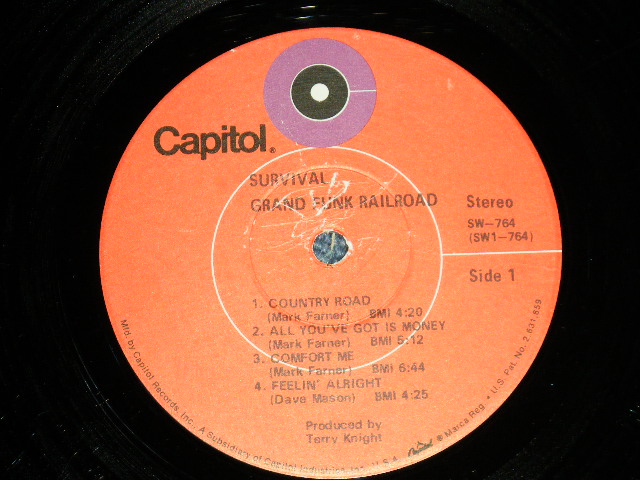 Capitol®
SURVIVAL
GRAND FUNK RAILROAD
Stereo
SW-764
(SW1-764)
Side 1
1. COUNTRY ROAD
(Mark Farner) BMI 4:20
2. ALL YOU'VE GOT IS MONEY
(Mark Farner) BMI 5:12
3. COMFORT ME
(Mark Farner) BMI 6:44
4. FEELIN' ALRIGHT
(Dave Mason) BMI 4:25
Produced by
Terry Knight
Mfd. by Capitol Records, Inc., A Subsidiary of Capitol Industries, Inc., U.S.A. Capitol ® Marca Reg. • U.S. Pat. No. 2,631,859